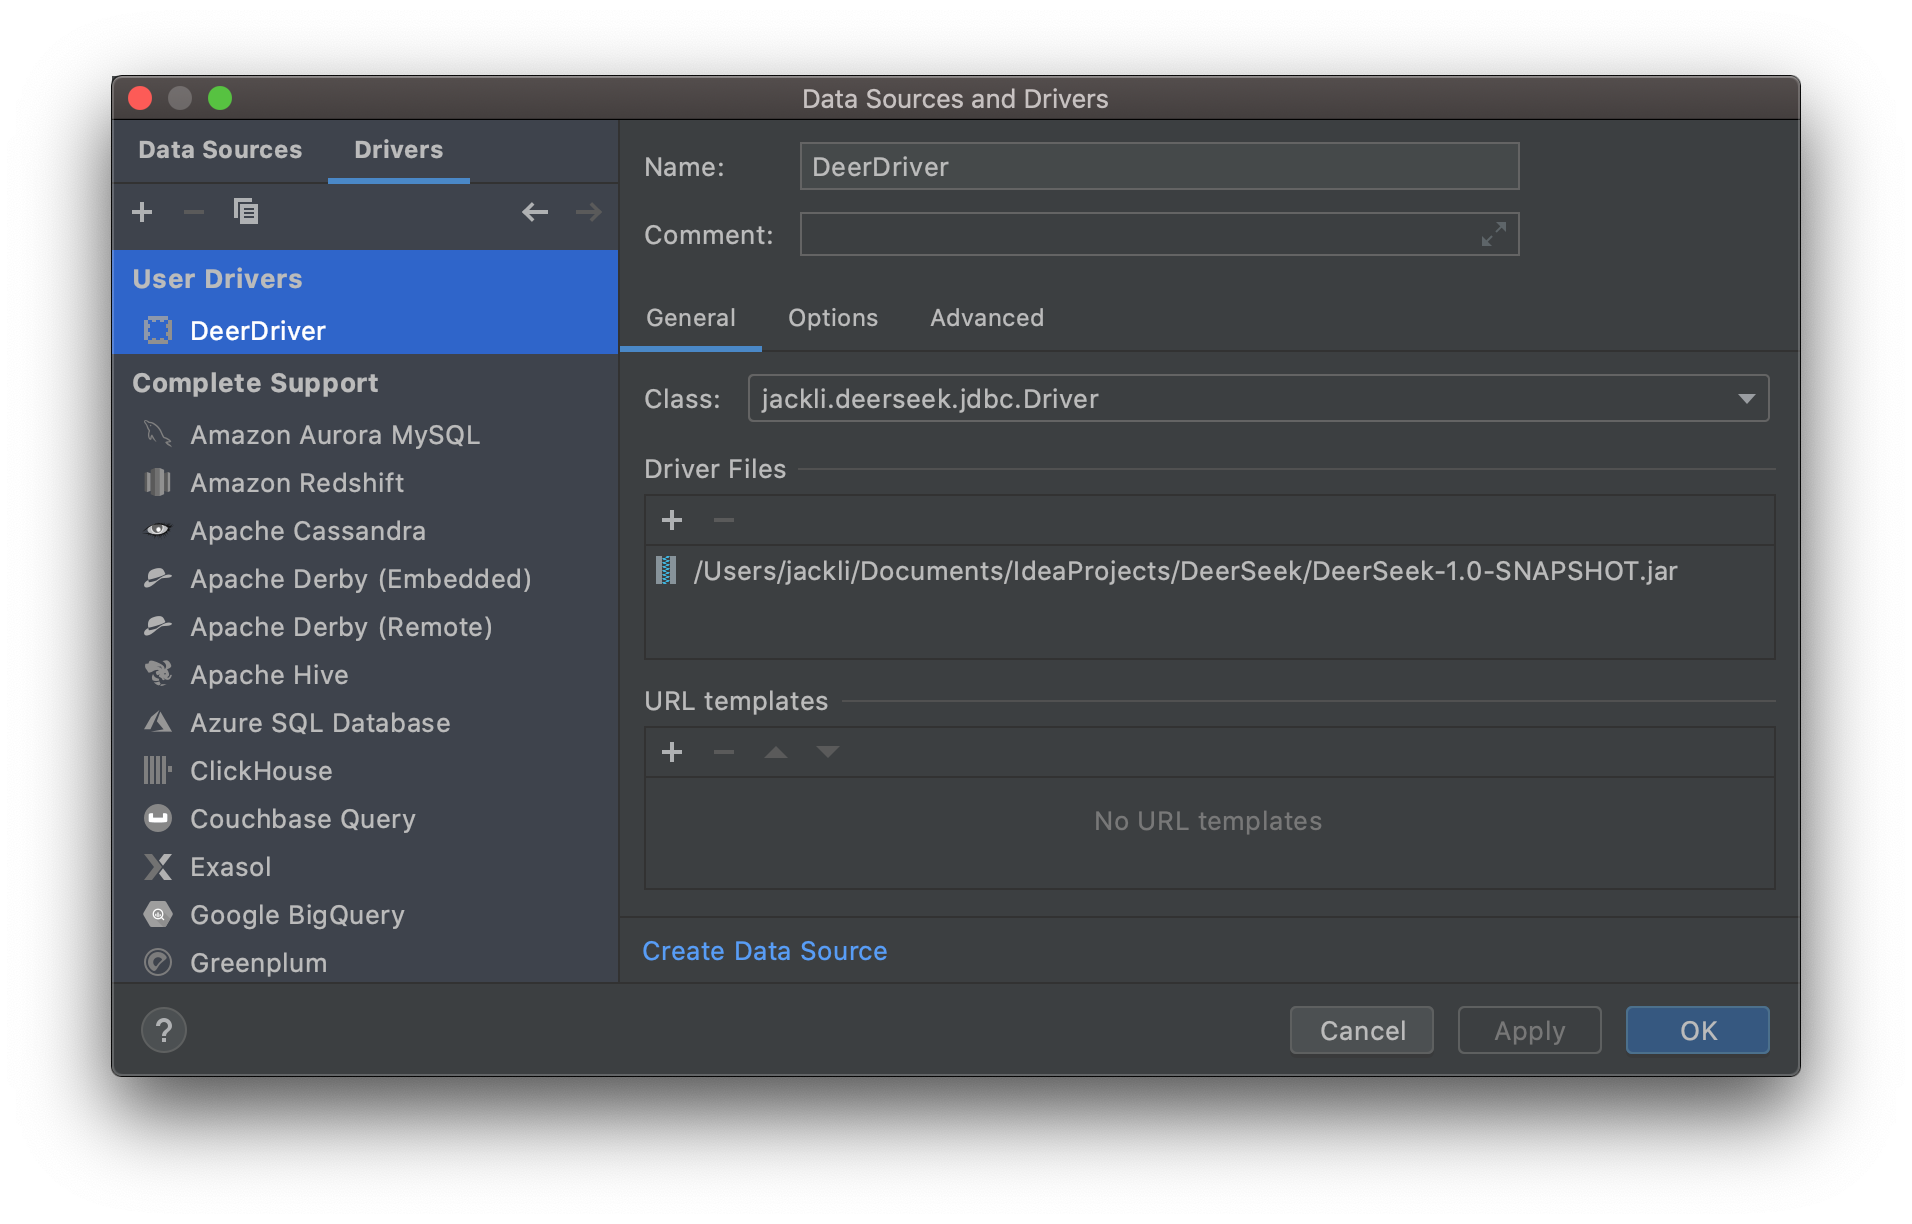 Data Sources and Drivers
Data Sources Drivers
User Drivers
DeerDriver
Complete Support
Amazon Aurora MySQL
Amazon Redshift
Apache Cassandra
Apache Derby (Embedded)
Apache Derby (Remote)
Apache Hive
Azure SQL Database
ClickHouse
Couchbase Query
Exasol
Google BigQuery
Greenplum
Name: DeerDriver
Comment:
General Options Advanced
Class: jackli.deerseek.jdbc.Driver
Driver Files
/Users/jackli/Documents/IdeaProjects/DeerSeek/DeerSeek-1.0-SNAPSHOT.jar
URL templates
No URL templates
Create Data Source
? Cancel Apply OK